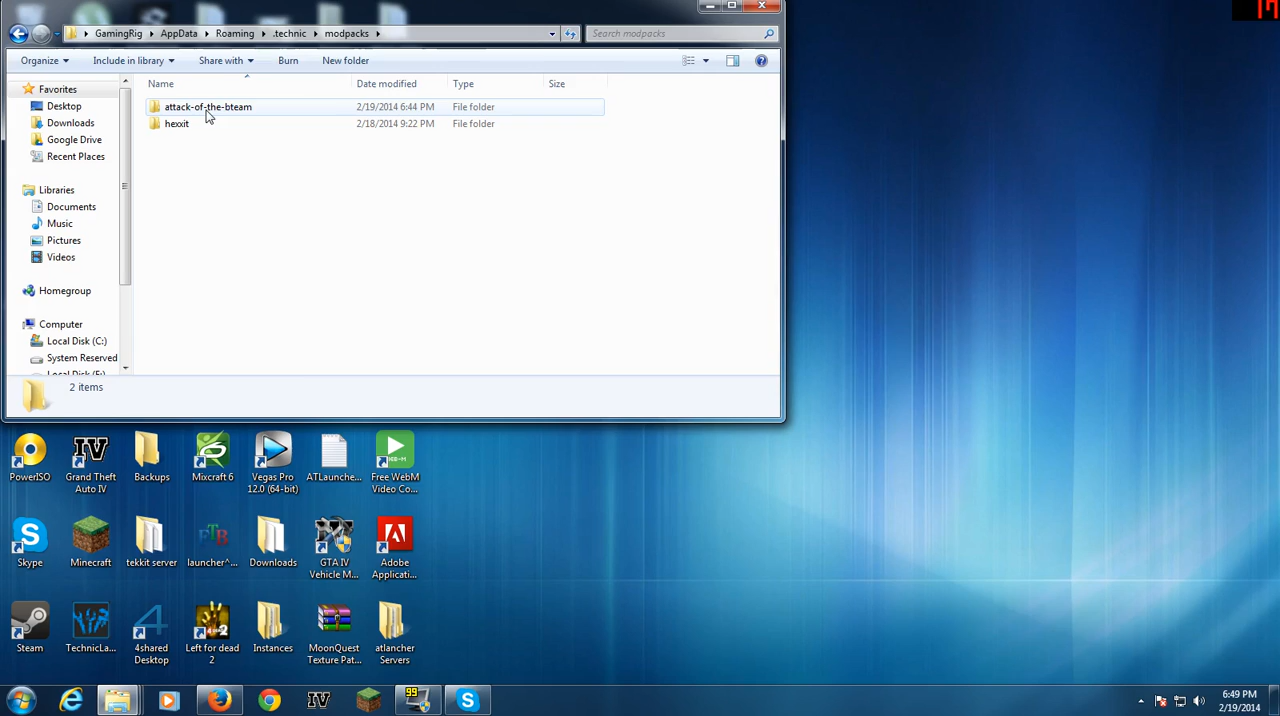 GamingRig AppData Roaming .technic modpacks Search modpacks
Organize Include in library Share with Burn New folder
Name Date modified Type Size
attack-of-the-bteam 2/19/2014 6:44 PM File folder
hexxit 2/18/2014 9:22 PM File folder
Favorites
Desktop
Downloads
Google Drive
Recent Places
Libraries
Documents
Music
Pictures
Videos
Homegroup
Computer
Local Disk (C:)
System Reserved
Local Disk (F:)
2 items
PowerISO
Grand Theft
Auto IV
Backups
Mixcraft 6
Vegas Pro
12.0 (64-bit)
ATLaunche...
Free WebM
Video Co...
Skype
Minecraft
tekkit server
FTB
launcher^...
Downloads
GTA IV
Vehicle M...
Adobe
Applicati...
Steam
TechnicLa...
4shared
Desktop
Left for dead
2
Instances
MoonQuest
Texture Pat...
atlancher
Servers
IV
99
6:49 PM
2/19/2014